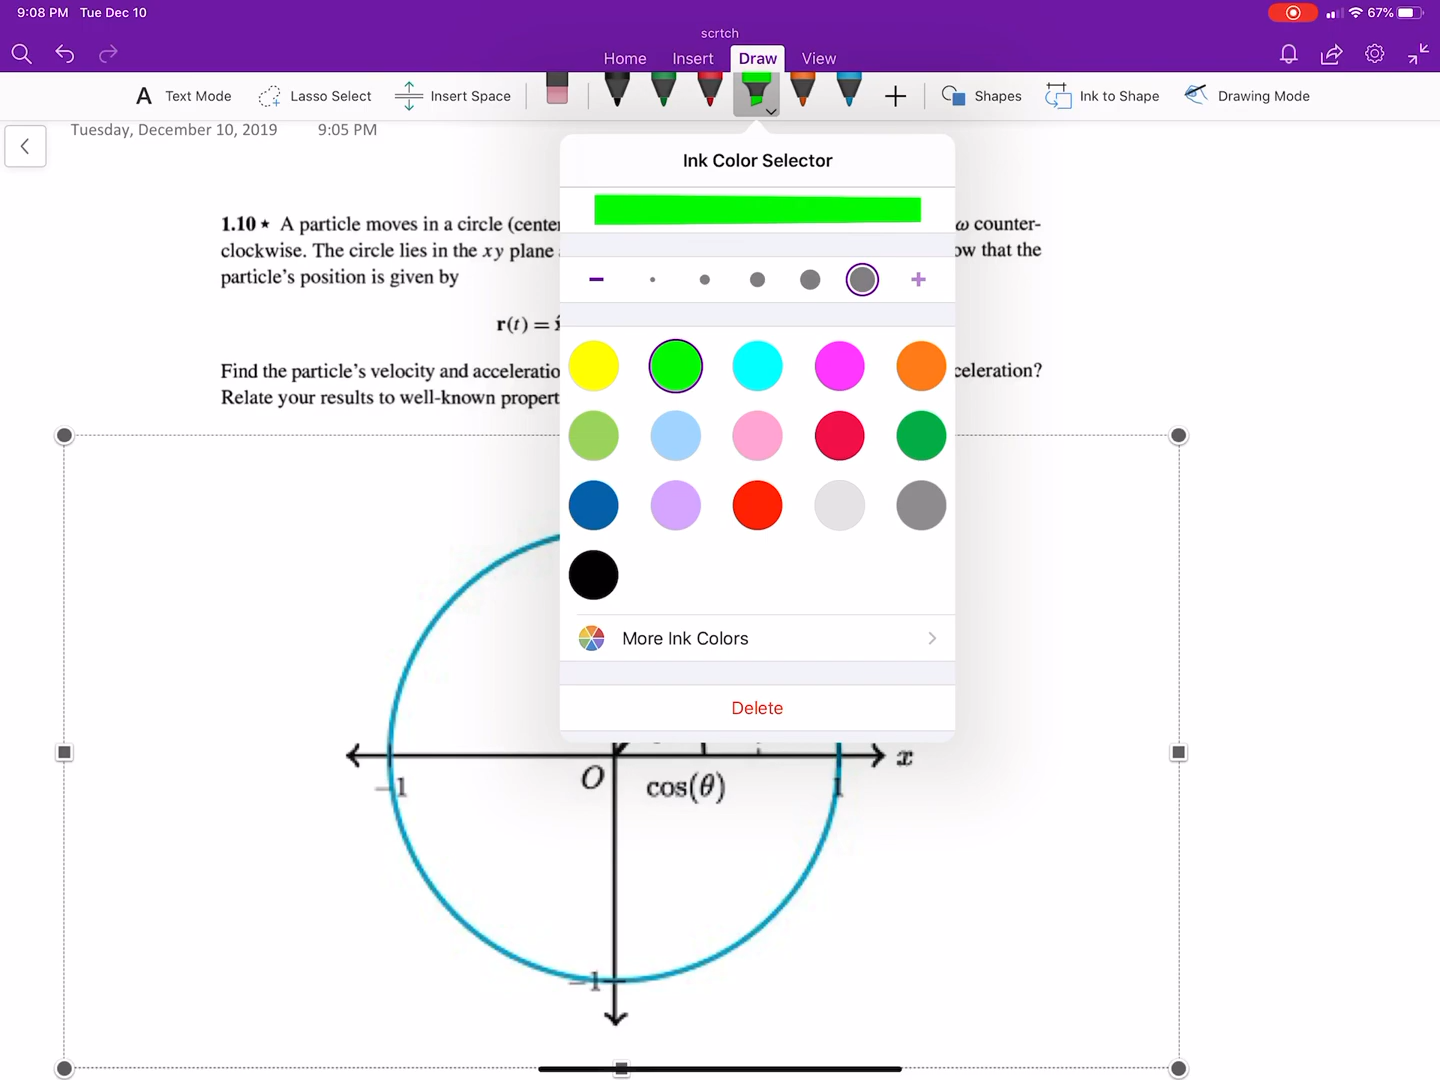 9:08 PM Tue Dec 10
67%
scrtch
Home Insert Draw View
Text Mode Lasso Select Insert Space Shapes Ink to Shape Drawing Mode
Tuesday, December 10, 2019 9:05 PM
Ink Color Selector
1.10 ⋆ A particle moves in a circle (center ω counter-
clockwise. The circle lies in the xy plane ow that the
particle's position is given by
r(t) = x̂
Find the particle's velocity and acceleratio celeration?
Relate your results to well-known propert
More Ink Colors
Delete
x
O
−1 cos(θ) 1
−1